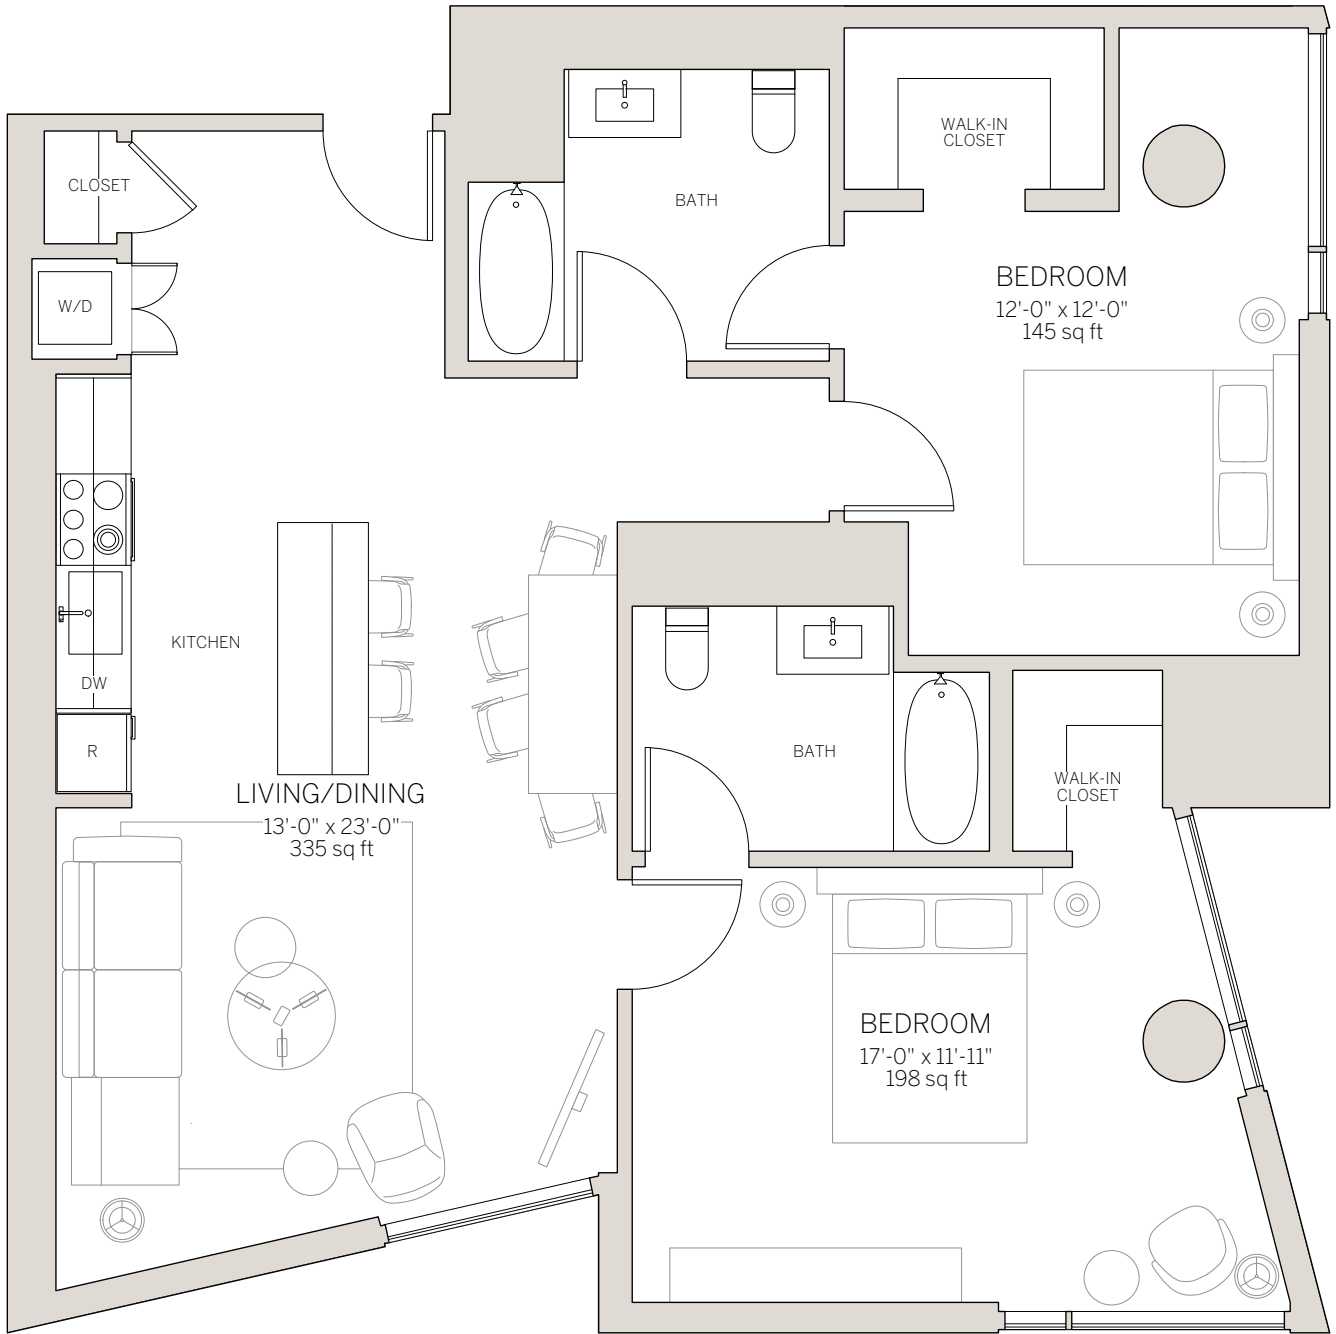 WALK-IN
CLOSET
CLOSET
BATH
BEDROOM
12'-0" x 12'-0"
145 sq ft
W/D
KITCHEN
DW
R
BATH
LIVING/DINING
13'-0" x 23'-0"
335 sq ft
WALK-IN
CLOSET
BEDROOM
17'-0" x 11'-11"
198 sq ft